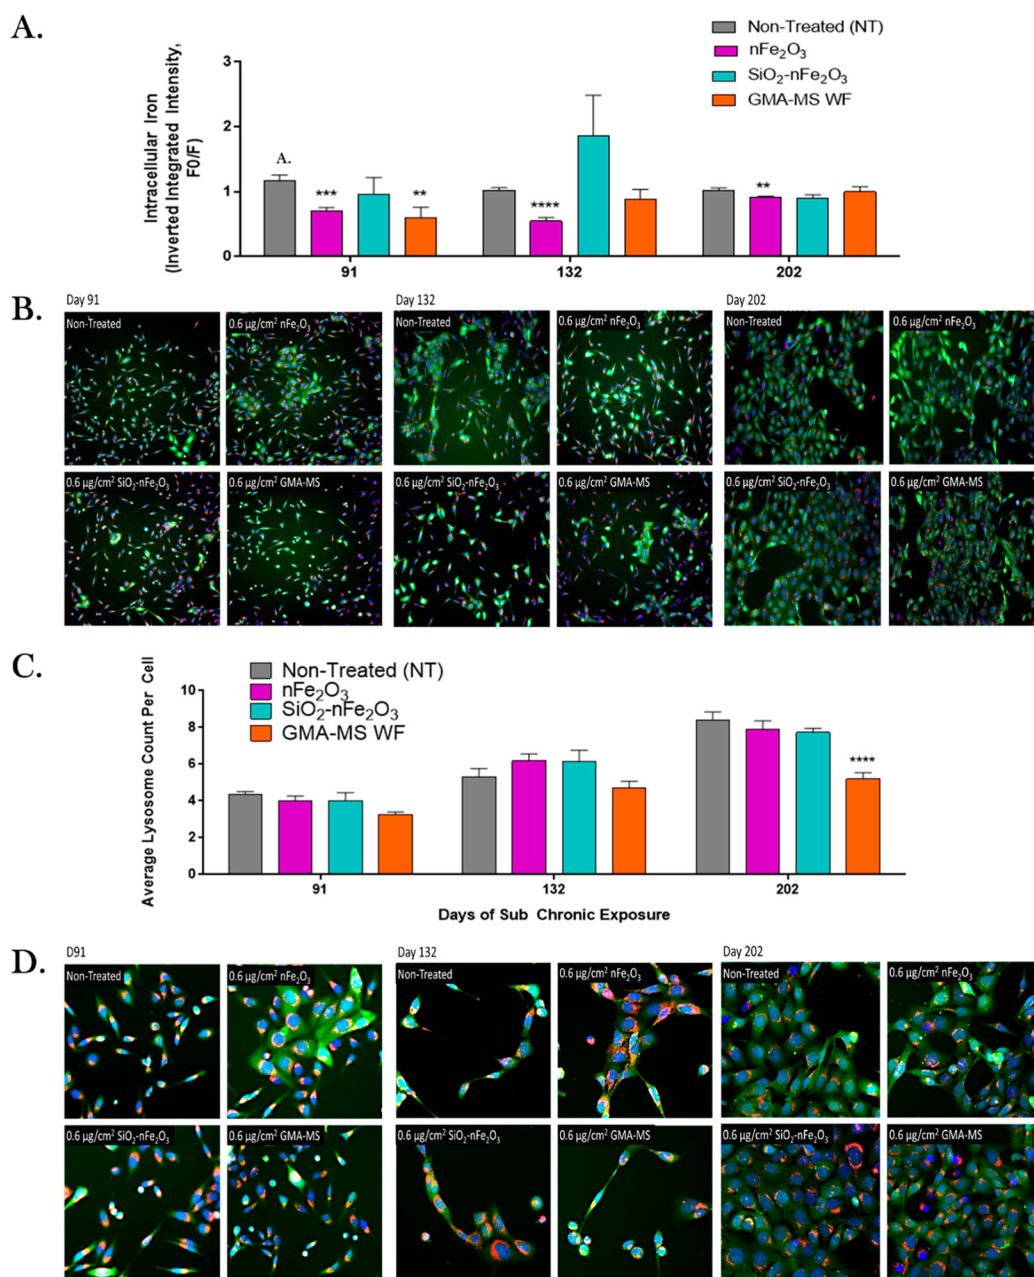 A.
Non-Treated (NT)
nFe₂O₃
SiO₂-nFe₂O₃
GMA-MS WF
Intracellular Iron
(Inverted Integrated Intensity,
F0/F)
3
2
1
0
A.
***
**
****
**
91
132
202
B.
Day 91
Day 132
Day 202
Non-Treated
0.6 µg/cm² nFe₂O₃
Non-Treated
0.6 µg/cm² nFe₂O₃
Non-Treated
0.6 µg/cm² nFe₂O₃
0.6 µg/cm² SiO₂-nFe₂O₃
0.6 µg/cm² GMA-MS
0.6 µg/cm² SiO₂-nFe₂O₃
0.6 µg/cm² GMA-MS
0.6 µg/cm² SiO₂-nFe₂O₃
0.6 µg/cm² GMA-MS
C.
Non-Treated (NT)
nFe₂O₃
SiO₂-nFe₂O₃
GMA-MS WF
Average Lysosome Count Per Cell
10
8
6
4
2
0
****
91
132
202
Days of Sub Chronic Exposure
D.
D91
Day 132
Day 202
Non-Treated
0.6 µg/cm² nFe₂O₃
Non-Treated
0.6 µg/cm² nFe₂O₃
Non-Treated
0.6 µg/cm² nFe₂O₃
0.6 µg/cm² SiO₂-nFe₂O₃
0.6 µg/cm² GMA-MS
0.6 µg/cm² SiO₂-nFe₂O₃
0.6 µg/cm² GMA-MS
0.6 µg/cm² SiO₂-nFe₂O₃
0.6 µg/cm² GMA-MS